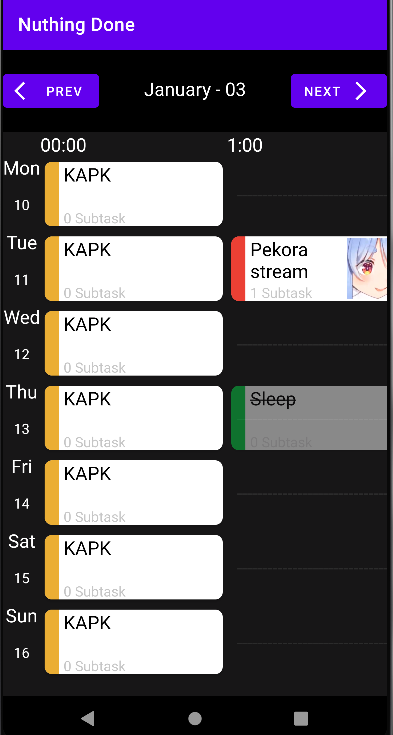 Nuthing Done
PREV
January - 03
NEXT
00:00
1:00
Mon
10
KAPK
0 Subtask
Tue
11
KAPK
0 Subtask
Pekora
stream
1 Subtask
Wed
12
KAPK
0 Subtask
Thu
13
KAPK
0 Subtask
Sleep
0 Subtask
Fri
14
KAPK
0 Subtask
Sat
15
KAPK
0 Subtask
Sun
16
KAPK
0 Subtask